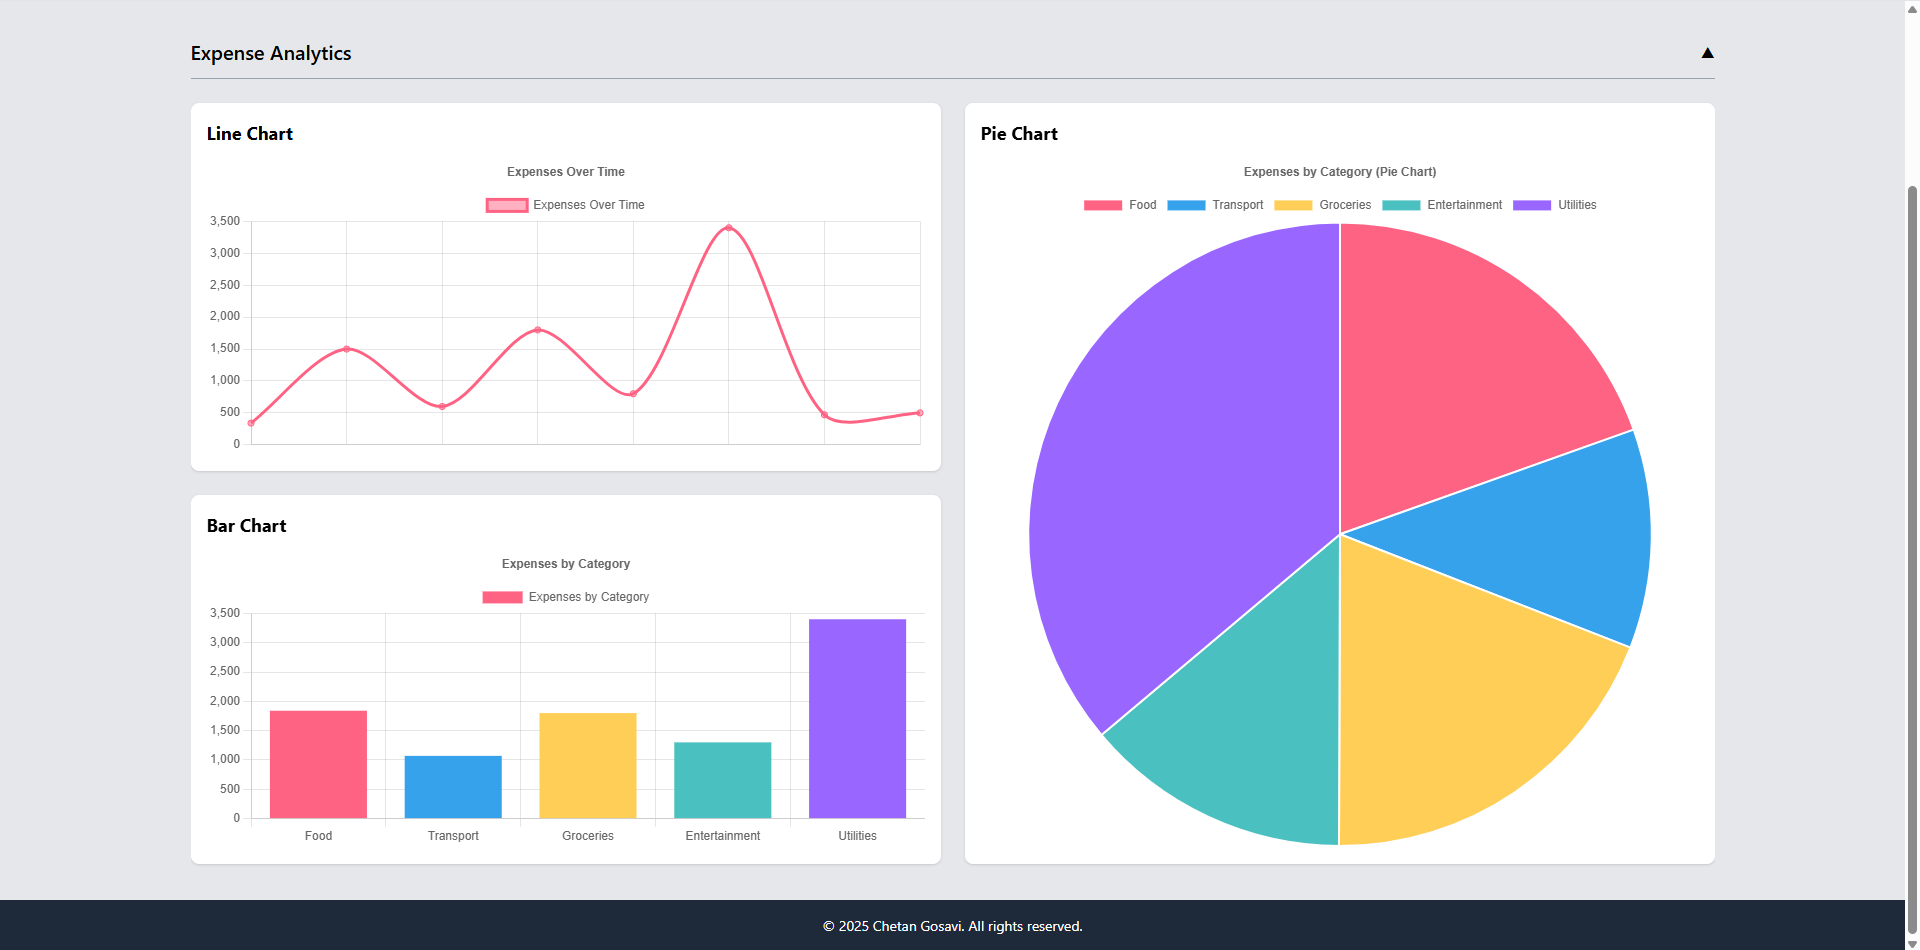 Expense Analytics ▲
Line Chart
Expenses Over Time
Expenses Over Time
3,500
3,000
2,500
2,000
1,500
1,000
500
0
Bar Chart
Expenses by Category
Expenses by Category
3,500
3,000
2,500
2,000
1,500
1,000
500
0
Food Transport Groceries Entertainment Utilities
Pie Chart
Expenses by Category (Pie Chart)
Food Transport Groceries Entertainment Utilities
© 2025 Chetan Gosavi. All rights reserved.